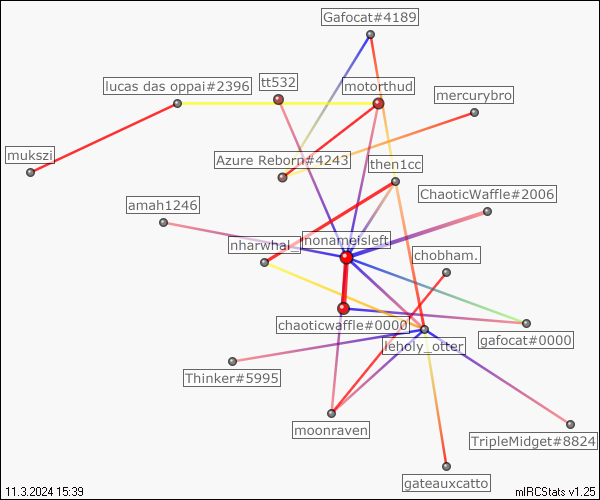 Gafocat#4189
tt532
lucas das oppai#2396
motorthud
mercurybro
mukszi
Azure Reborn#4243
then1cc
ChaoticWaffle#2006
amah1246
nharwhal_
nonameisleft
chobham.
chaoticwaffle#0000
leholy_otter
gafocat#0000
Thinker#5995
moonraven
TripleMidget#8824
gateauxcatto
11.3.2024 15:39
mIRCStats v1.25